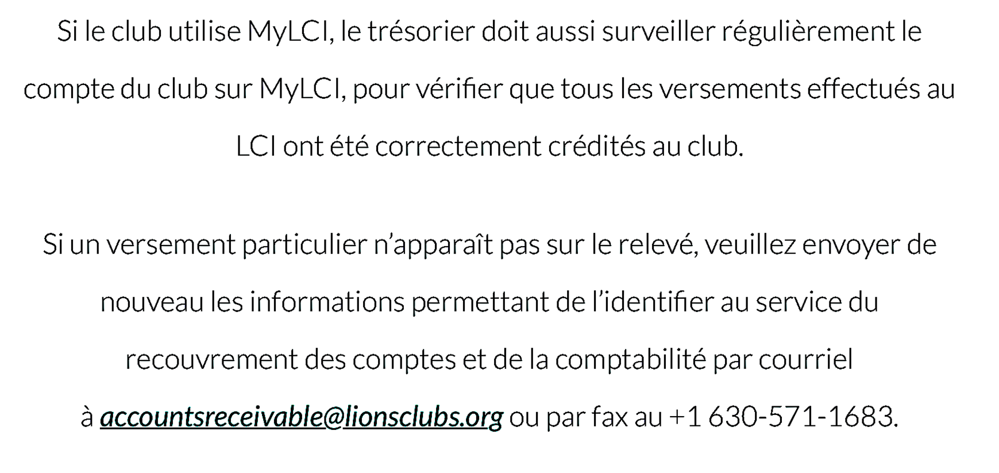 Si le club utilise MyLCI, le trésorier doit aussi surveiller régulièrement le
compte du club sur MyLCI, pour vérifier que tous les versements effectués au
LCI ont été correctement crédités au club.
Si un versement particulier n’apparaît pas sur le relevé, veuillez envoyer de
nouveau les informations permettant de l’identifier au service du
recouvrement des comptes et de la comptabilité par courriel
à accountsreceivable@lionsclubs.org ou par fax au +1 630-571-1683.